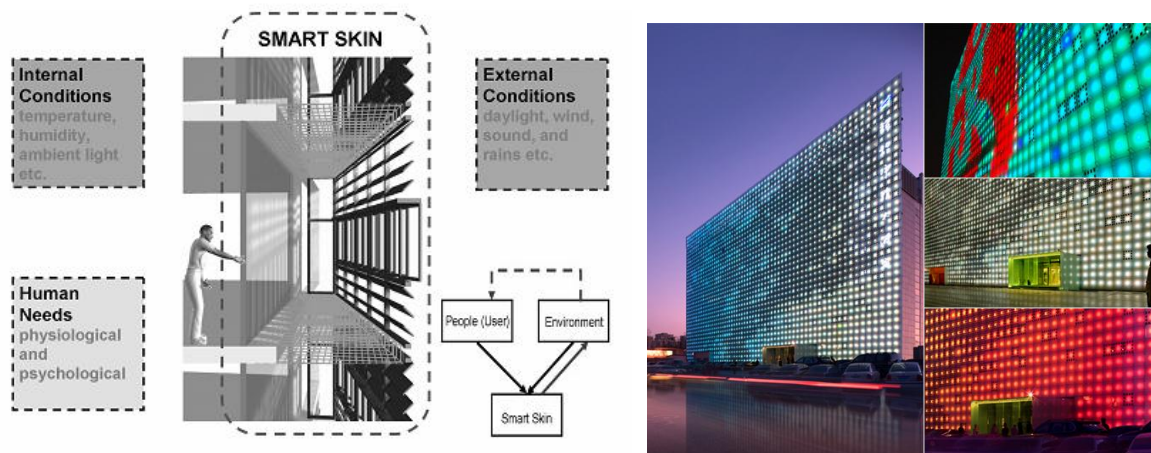 SMART SKIN
Internal
Conditions
temperature,
humidity,
ambient light
etc.
External
Conditions
daylight, wind,
sound, and
rains etc.
Human
Needs
physiological
and
psychological
People (User)
Environment
Smart Skin